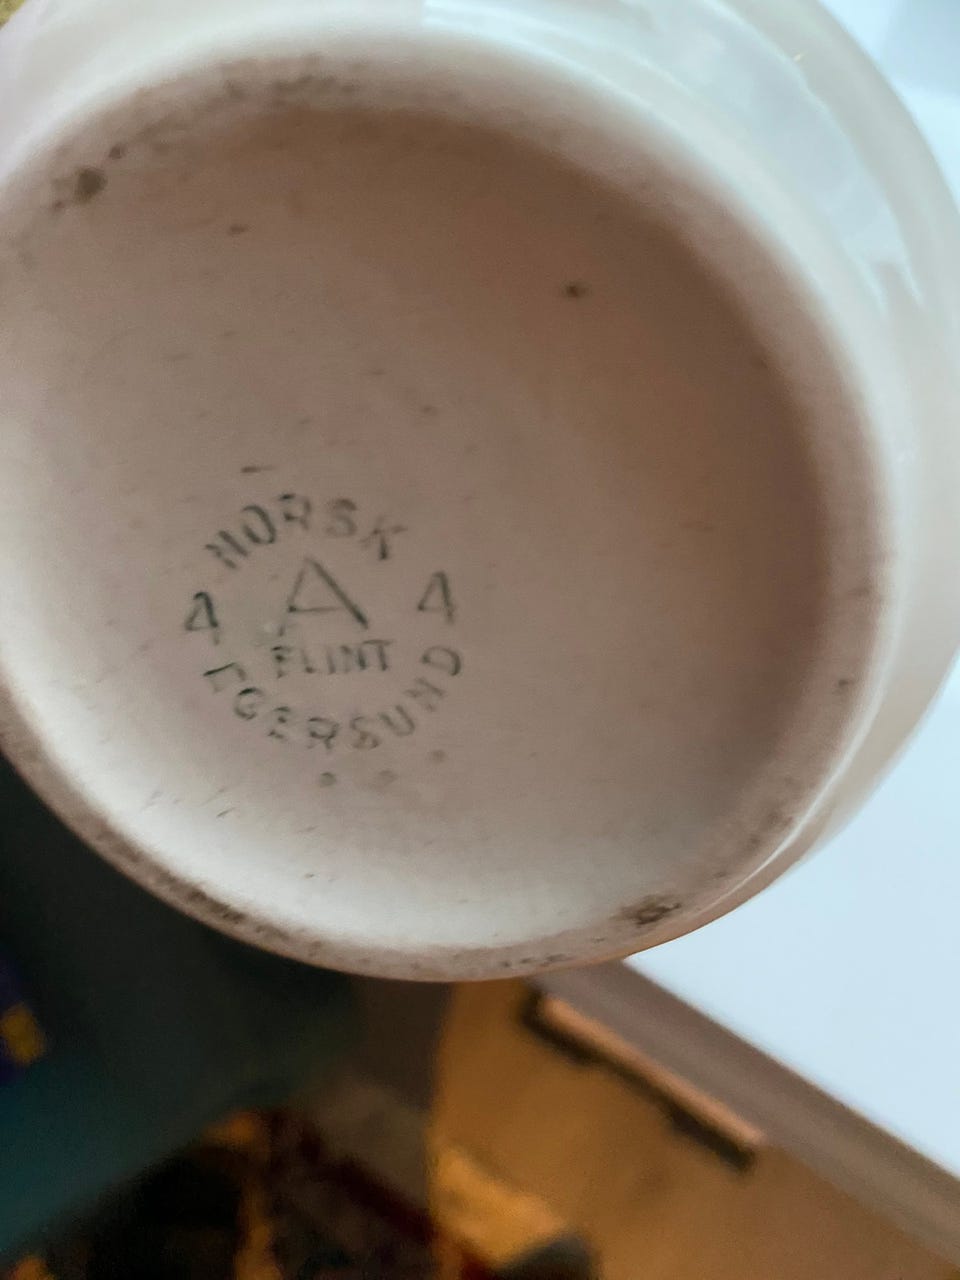 NORSK
4 A 4
FLINT
EGERSUND